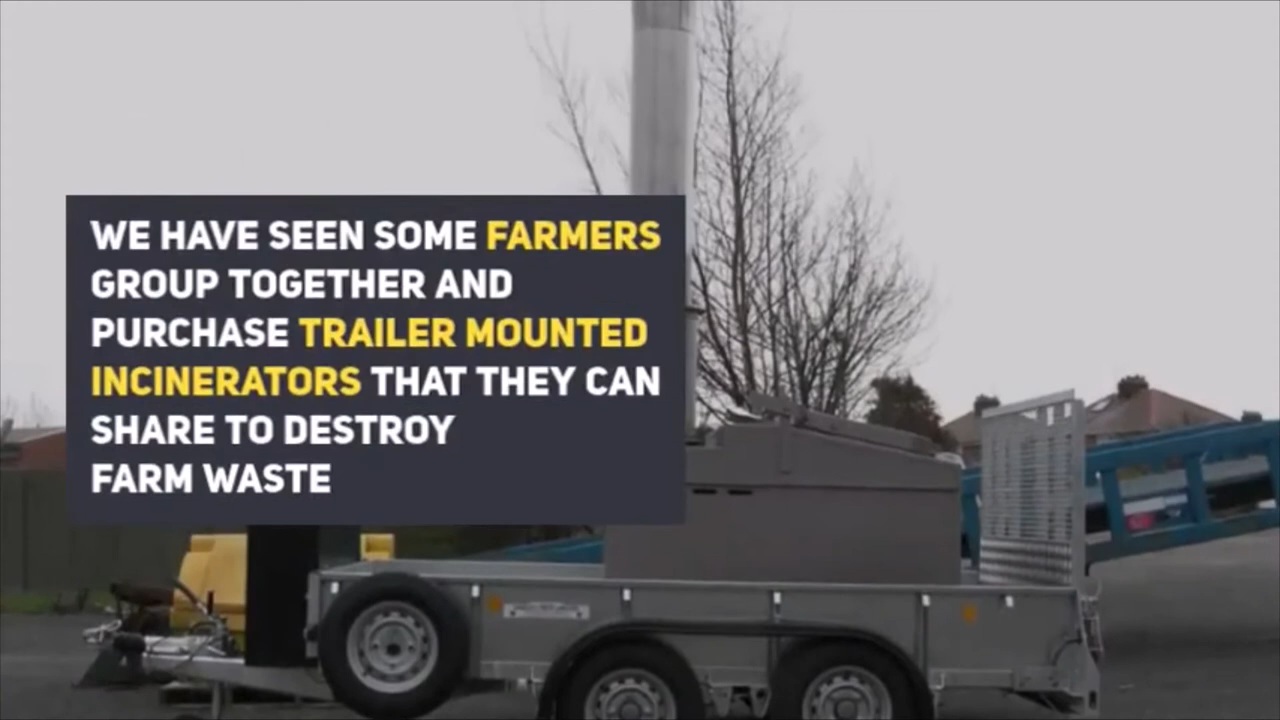 WE HAVE SEEN SOME FARMERS
GROUP TOGETHER AND
PURCHASE TRAILER MOUNTED
INCINERATORS THAT THEY CAN
SHARE TO DESTROY
FARM WASTE